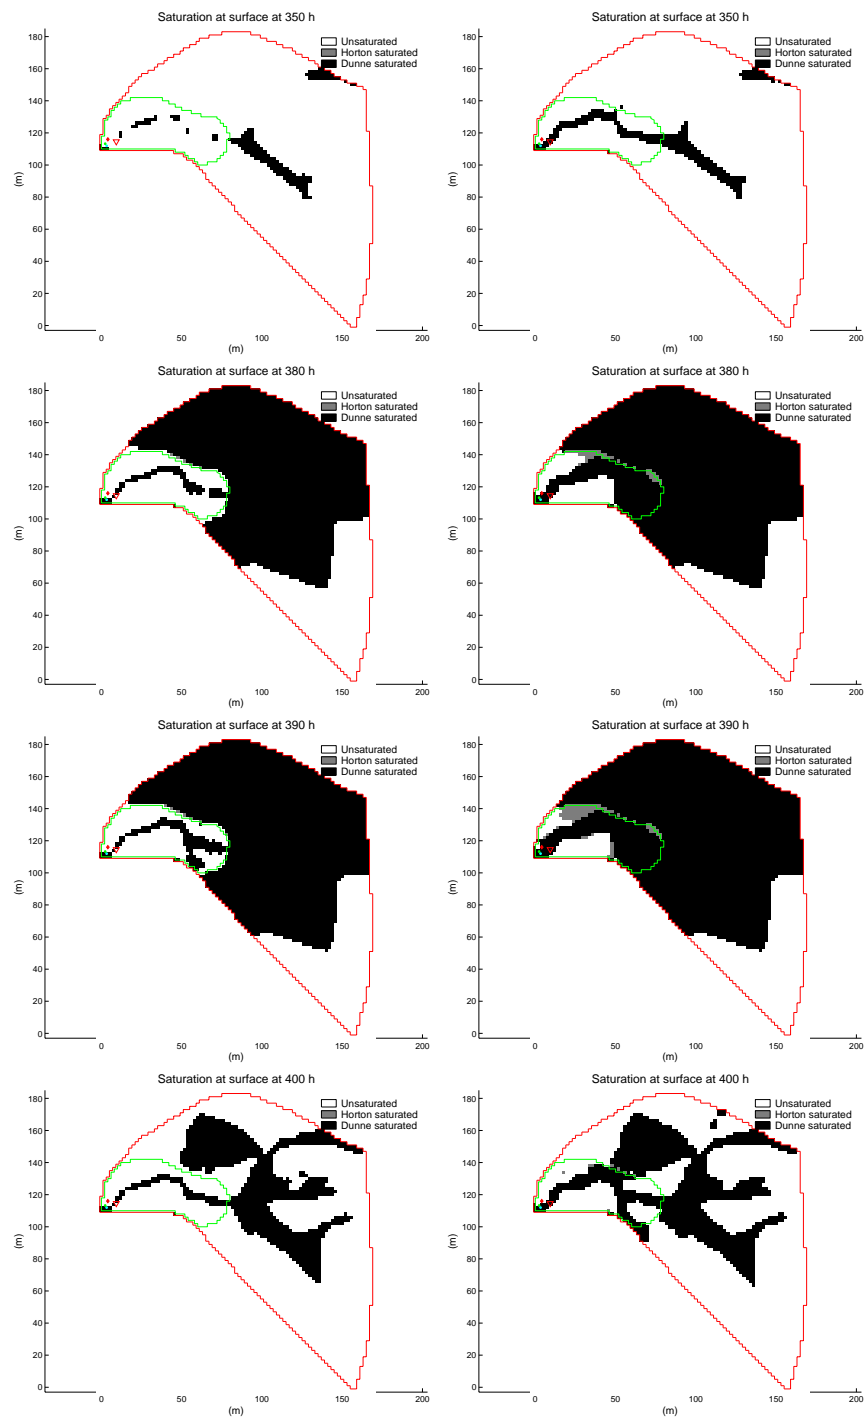 Saturation at surface at 350 h
Unsaturated
Horton saturated
Dunne saturated
180
160
140
120
100
80
60
40
20
0
(m)
0 50 100 150 200
(m)
Saturation at surface at 350 h
Unsaturated
Horton saturated
Dunne saturated
180
160
140
120
100
80
60
40
20
0
(m)
0 50 100 150 200
(m)
Saturation at surface at 380 h
Unsaturated
Horton saturated
Dunne saturated
180
160
140
120
100
80
60
40
20
0
(m)
0 50 100 150 200
(m)
Saturation at surface at 380 h
Unsaturated
Horton saturated
Dunne saturated
180
160
140
120
100
80
60
40
20
0
(m)
0 50 100 150 200
(m)
Saturation at surface at 390 h
Unsaturated
Horton saturated
Dunne saturated
180
160
140
120
100
80
60
40
20
0
(m)
0 50 100 150 200
(m)
Saturation at surface at 390 h
Unsaturated
Horton saturated
Dunne saturated
180
160
140
120
100
80
60
40
20
0
(m)
0 50 100 150 200
(m)
Saturation at surface at 400 h
Unsaturated
Horton saturated
Dunne saturated
180
160
140
120
100
80
60
40
20
0
(m)
0 50 100 150 200
(m)
Saturation at surface at 400 h
Unsaturated
Horton saturated
Dunne saturated
180
160
140
120
100
80
60
40
20
0
(m)
0 50 100 150 200
(m)